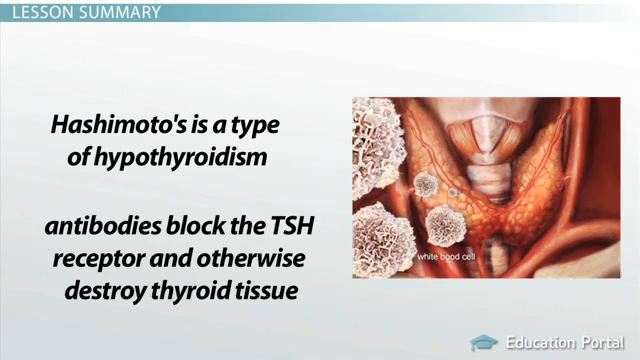 LESSON SUMMARY
Hashimoto's is a type
of hypothyroidism
antibodies block the TSH
receptor and otherwise
destroy thyroid tissue
white bood cell
Education Portal